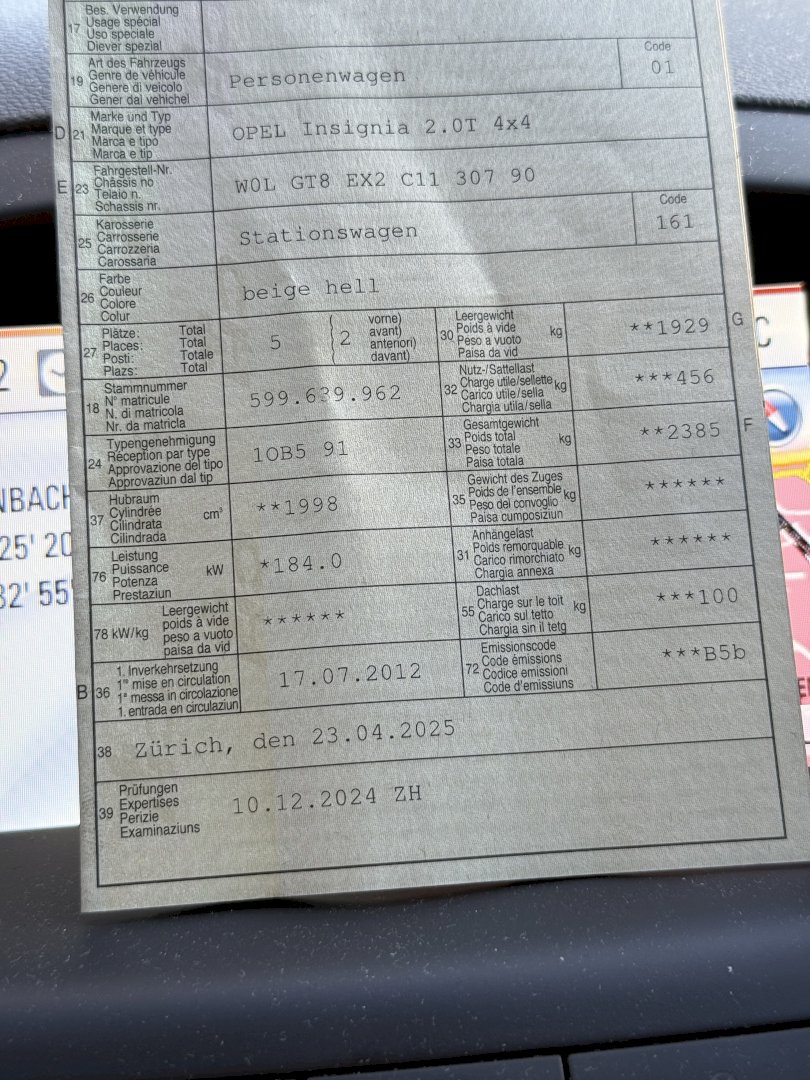 17 Bes. Verwendung
Usage spécial
Uso speciale
Diever spezial
19 Art des Fahrzeugs
Genre de véhicule
Genere di veicolo
Gener dal vehichel
Personenwagen
Code
01
D 21 Marke und Typ
Marque et type
Marca e tipo
Marca e tip
OPEL Insignia 2.0T 4x4
E 23 Fahrgestell-Nr.
Châssis no
Telaio n.
Schassis nr.
W0L GT8 EX2 C11 307 90
25 Karosserie
Carrosserie
Carrozzeria
Carossaria
Stationswagen
Code
161
26 Farbe
Couleur
Colore
Colur
beige hell
27 Plätze: Total
Places: Total
Posti: Totale
Plazs: Total
5
2
vorne)
avant)
anteriori)
davant)
30 Leergewicht
Poids à vide kg
Peso a vuoto
Paisa da vid
**1929 G
18 Stammnummer
N° matricule
N. di matricola
Nr. da matricla
599.639.962
32 Nutz-/Sattellast
Charge utile/sellette kg
Carico utile/sella
Chargia utila/sella
***456
24 Typengenehmigung
Réception par type
Approvazione del tipo
Approvaziun dal tip
1OB5 91
33 Gesamtgewicht
Poids total kg
Peso totale
Paisa totala
**2385 F
37 Hubraum
Cylindrée cm³
Cilindrata
Cilindrada
**1998
35 Gewicht des Zuges
Poids de l'ensemble kg
Peso del convoglio
Paisa cumposiziun
******
76 Leistung
Puissance kW
Potenza
Prestaziun
*184.0
31 Anhängelast
Poids remorquable kg
Carico rimorchiato
Chargia annexa
******
78 kW/kg Leergewicht
poids à vide
peso a vuoto
paisa da vid
******
55 Dachlast
Charge sur le toit kg
Carico sul tetto
Chargia sin il tetg
***100
B 36 1. Inverkehrsetzung
1re mise en circulation
1a messa in circolazione
1. entrada en circulaziun
17.07.2012
72 Emissionscode
Code émissions
Codice emissioni
Code d'emissiuns
***B5b
38 Zürich, den 23.04.2025
39 Prüfungen
Expertises
Perizie
Examinaziuns
10.12.2024 ZH
2
C
NBACH
25' 20
32' 55